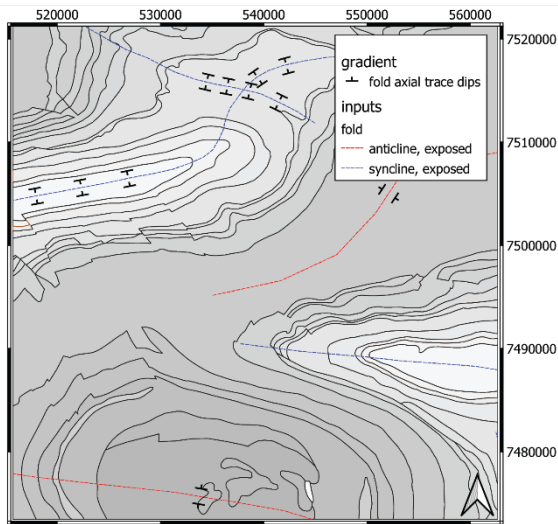 520000 530000 540000 550000 560000
7520000
gradient
fold axial trace dips
inputs
fold
anticline, exposed
syncline, exposed
7510000
7500000
7490000
7480000